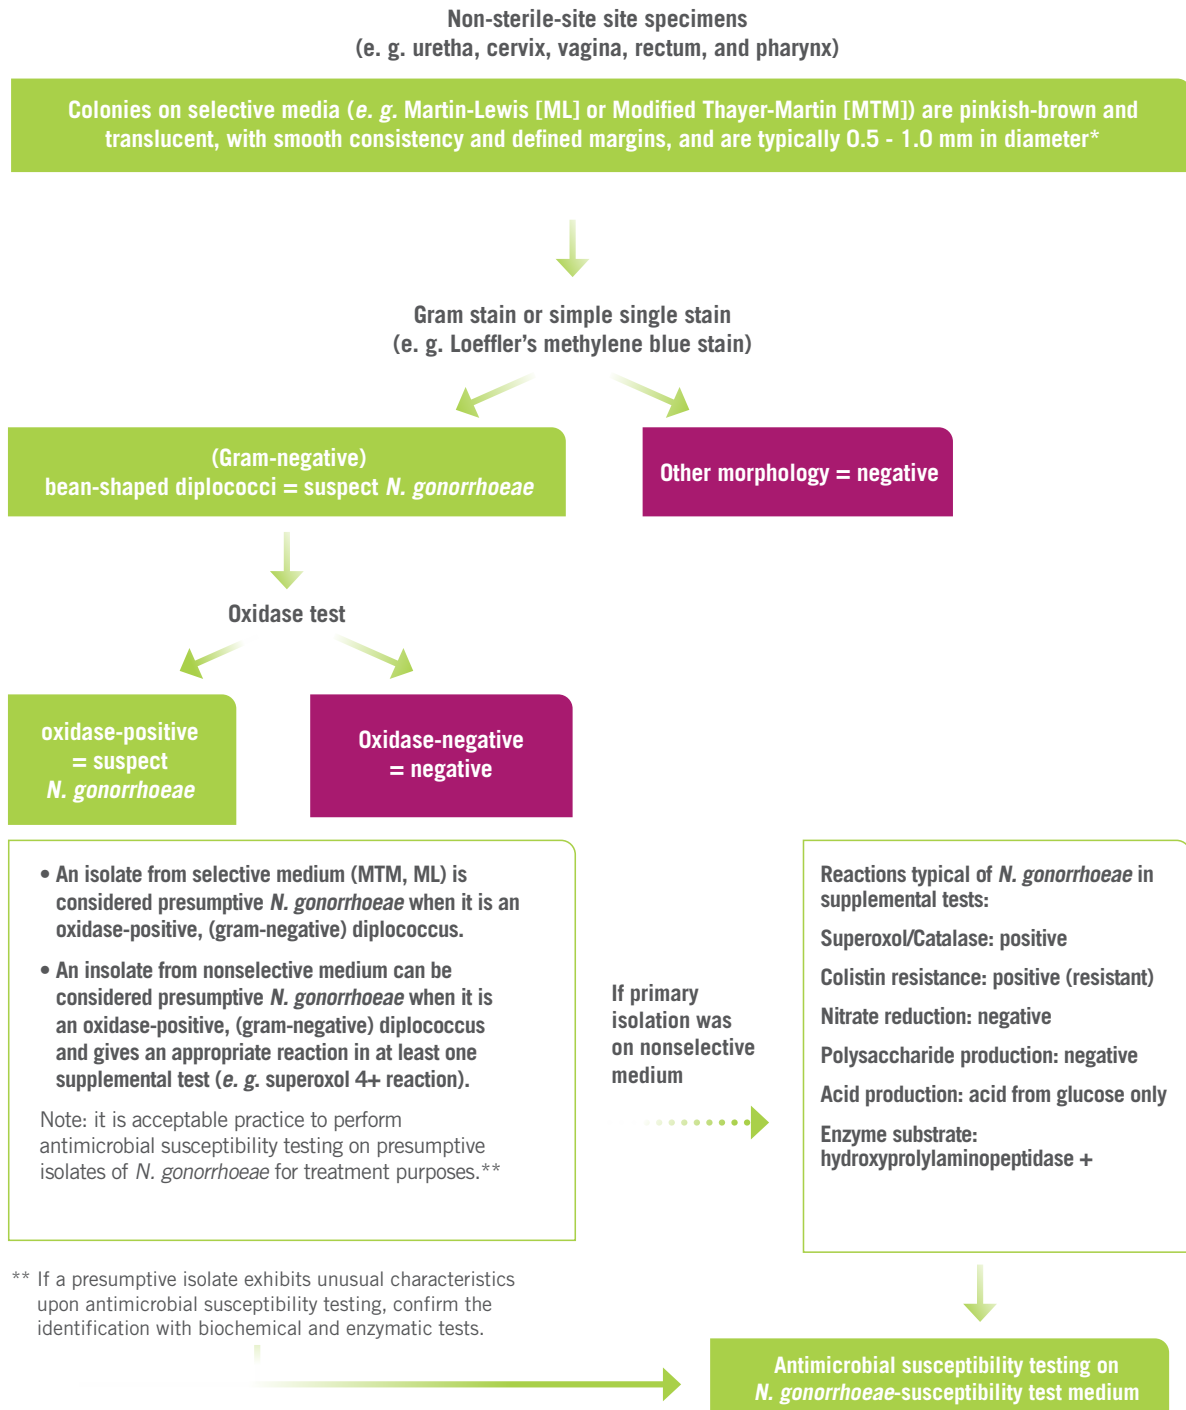 Non-sterile-site site specimens
(e. g. uretha, cervix, vagina, rectum, and pharynx)
Colonies on selective media (e. g. Martin-Lewis [ML] or Modified Thayer-Martin [MTM]) are pinkish-brown and
translucent, with smooth consistency and defined margins, and are typically 0.5 - 1.0 mm in diameter*
Gram stain or simple single stain
(e. g. Loeffler’s methylene blue stain)
(Gram-negative)
bean-shaped diplococci = suspect N. gonorrhoeae
Other morphology = negative
Oxidase test
oxidase-positive
= suspect
N. gonorrhoeae
Oxidase-negative
= negative
• An isolate from selective medium (MTM, ML) is
considered presumptive N. gonorrhoeae when it is an
oxidase-positive, (gram-negative) diplococcus.
• An insolate from nonselective medium can be
considered presumptive N. gonorrhoeae when it is
an oxidase-positive, (gram-negative) diplococcus
and gives an appropriate reaction in at least one
supplemental test (e. g. superoxol 4+ reaction).
Note: it is acceptable practice to perform
antimicrobial susceptibility testing on presumptive
isolates of N. gonorrhoeae for treatment purposes.**
If primary
isolation was
on nonselective
medium
Reactions typical of N. gonorrhoeae in
supplemental tests:
Superoxol/Catalase: positive
Colistin resistance: positive (resistant)
Nitrate reduction: negative
Polysaccharide production: negative
Acid production: acid from glucose only
Enzyme substrate:
hydroxyprolylaminopeptidase +
** If a presumptive isolate exhibits unusual characteristics
upon antimicrobial susceptibility testing, confirm the
identification with biochemical and enzymatic tests.
Antimicrobial susceptibility testing on
N. gonorrhoeae-susceptibility test medium